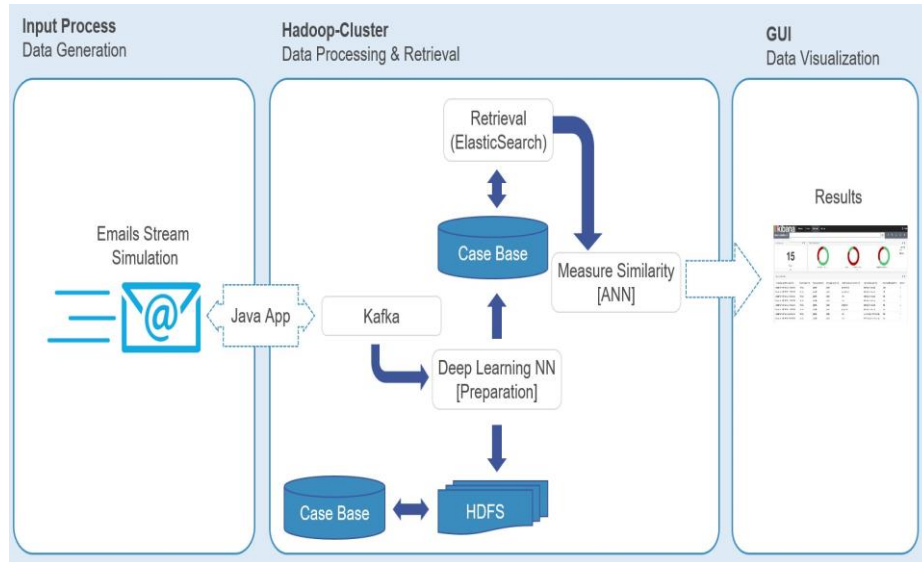 Input Process
Data Generation
Hadoop-Cluster
Data Processing & Retrieval
GUI
Data Visualization
Retrieval
(ElasticSearch)
Results
Emails Stream
Simulation
Case Base
kibana
15
Measure Similarity
[ANN]
@
Java App
Kafka
Deep Learning NN
[Preparation]
Case Base
HDFS